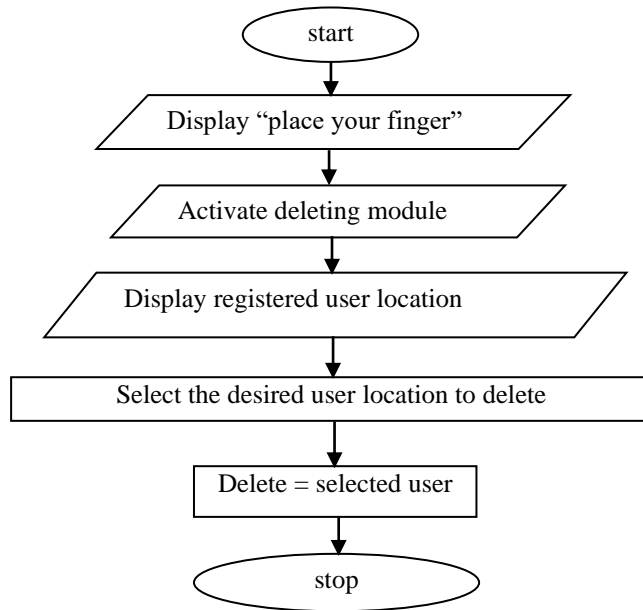 start
Display “place your finger”
Activate deleting module
Display registered user location
Select the desired user location to delete
Delete = selected user
stop